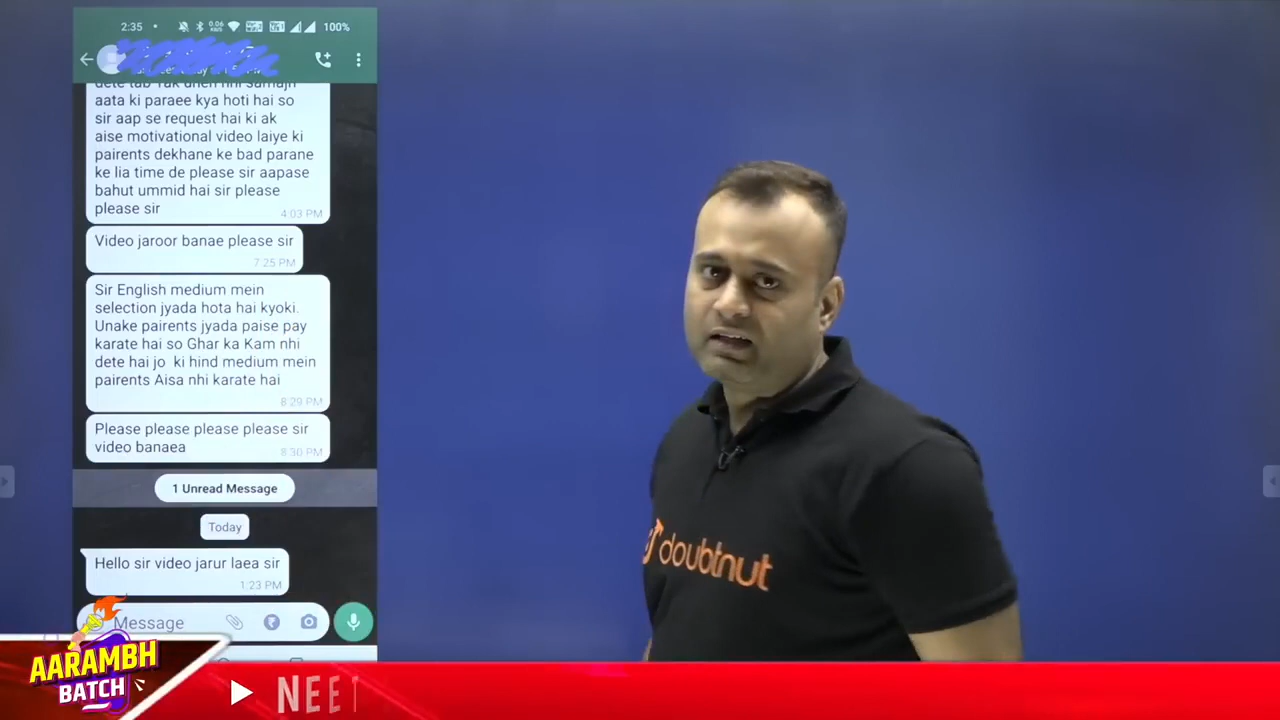 2:35
0.06
100%
dete tab
aata ki paraee kya hoti hai so
sir aap se request hai ki ak
aise motivational video laiye ki
pairents dekhane ke bad parane
ke lia time de please sir aapase
bahut ummid hai sir please
please sir
4:03 PM
Video jaroor banae please sir
7:25 PM
Sir English medium mein
selection jyada hota hai kyoki.
Unake pairents jyada paise pay
karate hai so Ghar ka Kam nhi
dete hai jo ki hind medium mein
pairents Aisa nhi karate hai
8:29 PM
Please please please please sir
video banaea
8:30 PM
1 Unread Message
Today
Hello sir video jarur laea sir
1:23 PM
Message
doubtnut
AARAMBH
BATCH
NEET